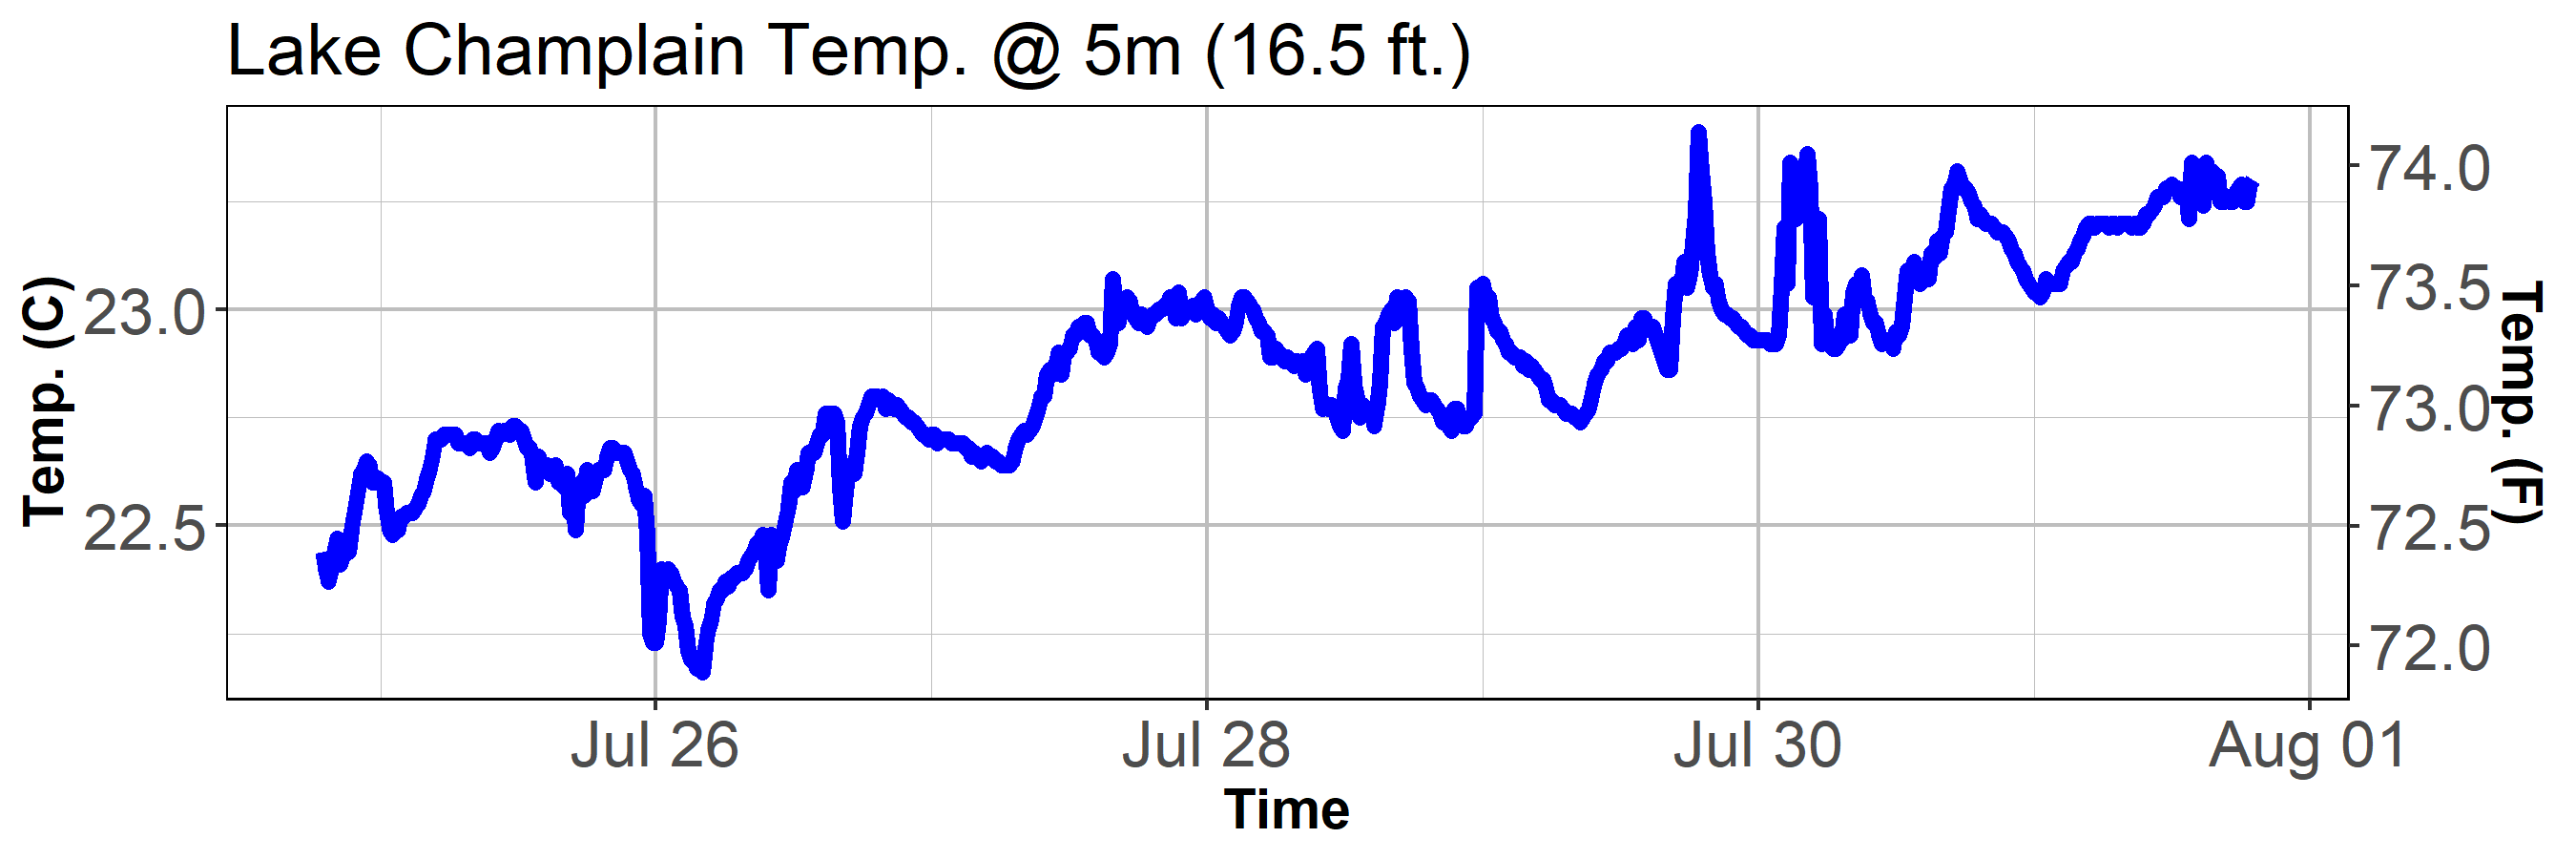 Lake Champlain Temp. @ 5m (16.5 ft.)
Temp. (C)
23.0
22.5
74.0
73.5
73.0
72.5
72.0
Temp. (F)
Jul 26
Jul 28
Jul 30
Aug 01
Time